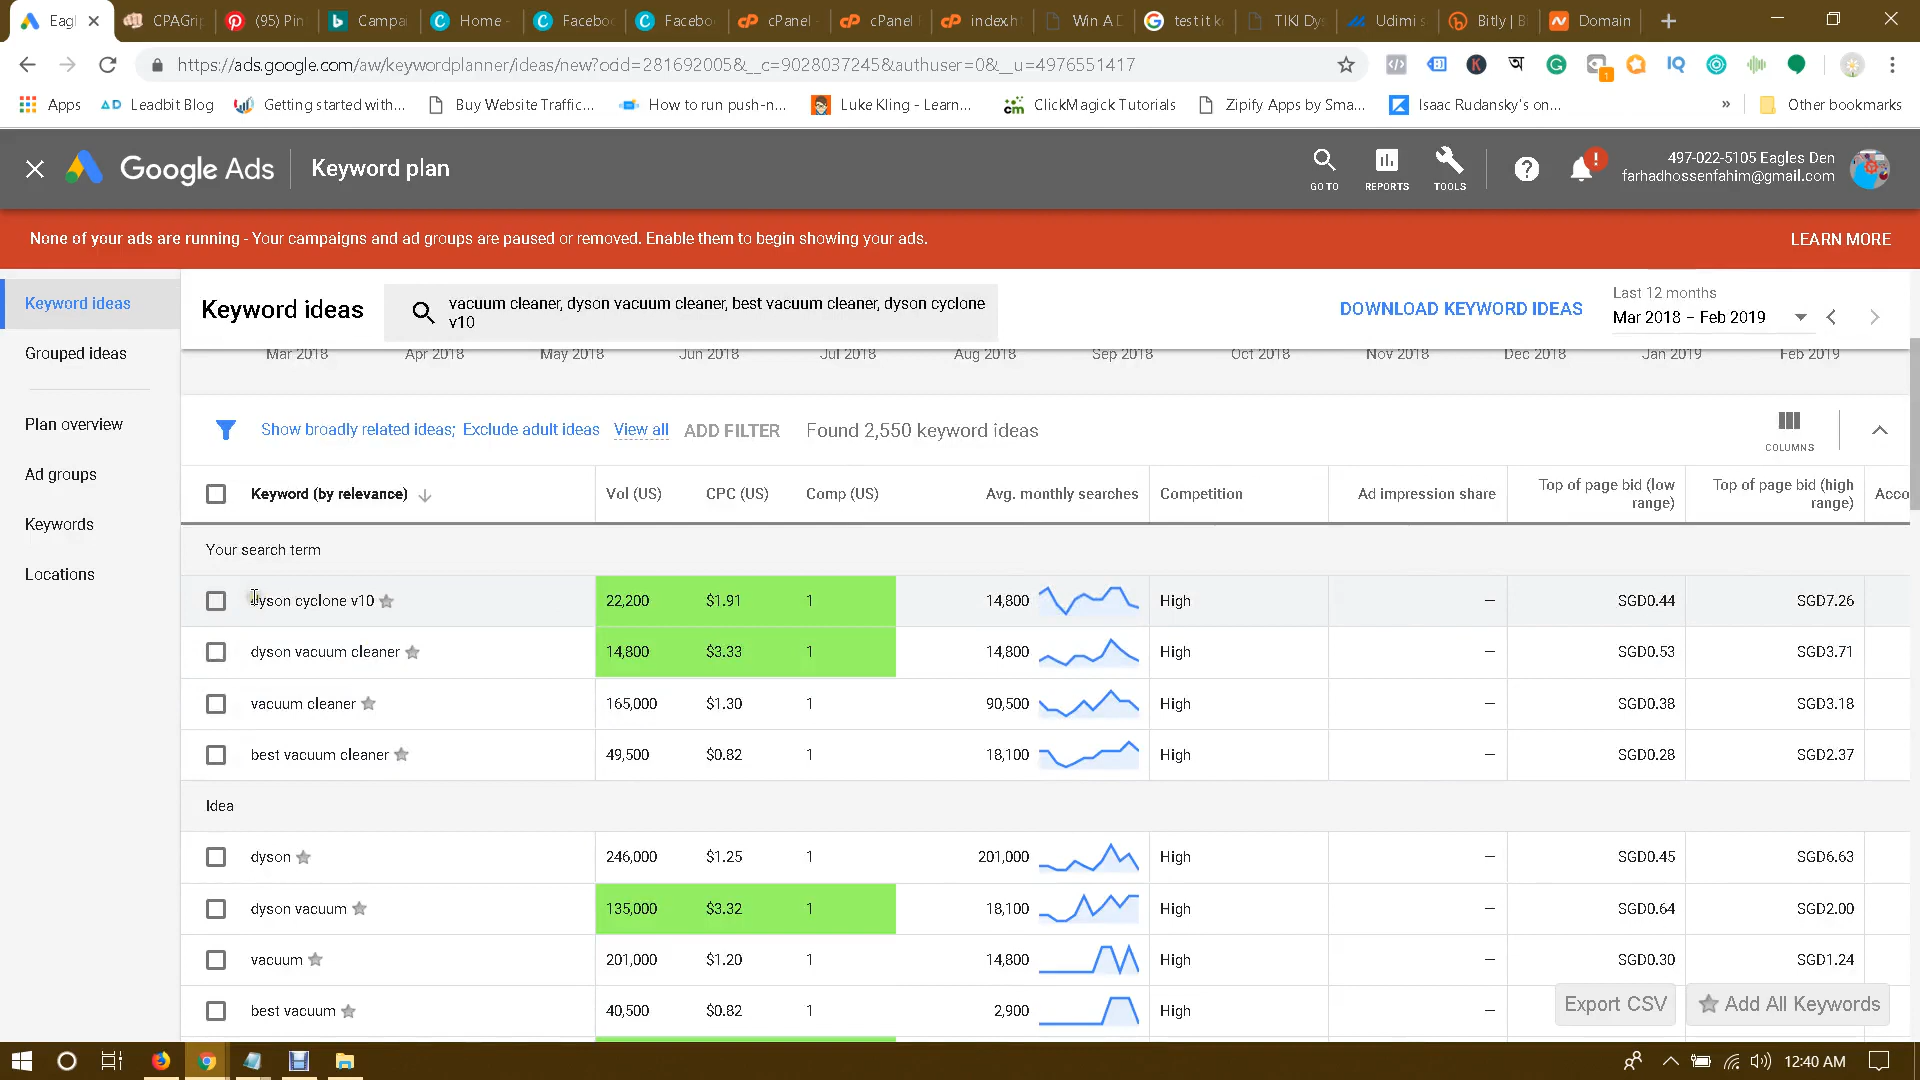 Eagl
CPAGrip
(95) Pin
Campa
Home -
Facebo
Facebo
cPanel -
cPanel
index.h
Win A D
test it k
TIKI Dys
Udimi s
Bitly | B
Domain
https://ads.google.com/aw/keywordplanner/ideas/new?ocid=281692005&__c=9028037245&authuser=0&__u=4976551417
Apps
Leadbit Blog
Getting started with...
Buy Website Traffic...
How to run push-n...
Luke Kling - Learn...
ClickMagick Tutorials
Zipify Apps by Sma...
Isaac Rudansky's on...
»
Other bookmarks
Google Ads
Keyword plan
GO TO
REPORTS
TOOLS
497-022-5105 Eagles Den
farhadhossenfahim@gmail.com
None of your ads are running - Your campaigns and ad groups are paused or removed. Enable them to begin showing your ads.
LEARN MORE
Keyword ideas
Grouped ideas
Plan overview
Ad groups
Keywords
Locations
Keyword ideas
vacuum cleaner, dyson vacuum cleaner, best vacuum cleaner, dyson cyclone
v10
DOWNLOAD KEYWORD IDEAS
Last 12 months
Mar 2018 – Feb 2019
Mar 2018 Apr 2018 May 2018 Jun 2018 Jul 2018 Aug 2018 Sep 2018 Oct 2018 Nov 2018 Dec 2018 Jan 2019 Feb 2019
Show broadly related ideas; Exclude adult ideas View all ADD FILTER Found 2,550 keyword ideas
COLUMNS
Keyword (by relevance) Vol (US) CPC (US) Comp (US) Avg. monthly searches Competition Ad impression share Top of page bid (low range) Top of page bid (high range) Acco
Your search term
dyson cyclone v10 22,200 $1.91 1 14,800 High – SGD0.44 SGD7.26
dyson vacuum cleaner 14,800 $3.33 1 14,800 High – SGD0.53 SGD3.71
vacuum cleaner 165,000 $1.30 1 90,500 High – SGD0.38 SGD3.18
best vacuum cleaner 49,500 $0.82 1 18,100 High – SGD0.28 SGD2.37
Idea
dyson 246,000 $1.25 1 201,000 High – SGD0.45 SGD6.63
dyson vacuum 135,000 $3.32 1 18,100 High – SGD0.64 SGD2.00
vacuum 201,000 $1.20 1 14,800 High – SGD0.30 SGD1.24
best vacuum 40,500 $0.82 1 2,900 High
Export CSV
Add All Keywords
12:40 AM